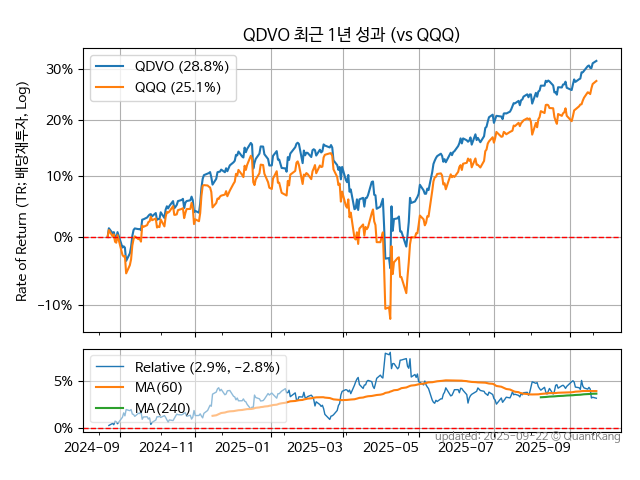 QDVO 최근 1년 성과 (vs QQQ)
QDVO (28.8%)
QQQ (25.1%)
30%
20%
10%
0%
−10%
Rate of Return (TR: 배당재투자, Log)
Relative (2.9%, −2.8%)
MA(60)
MA(240)
5%
0%
2024-09
2024-11
2025-01
2025-03
2025-05
2025-07
2025-09
updated: 2025-09-22 © QuantKang